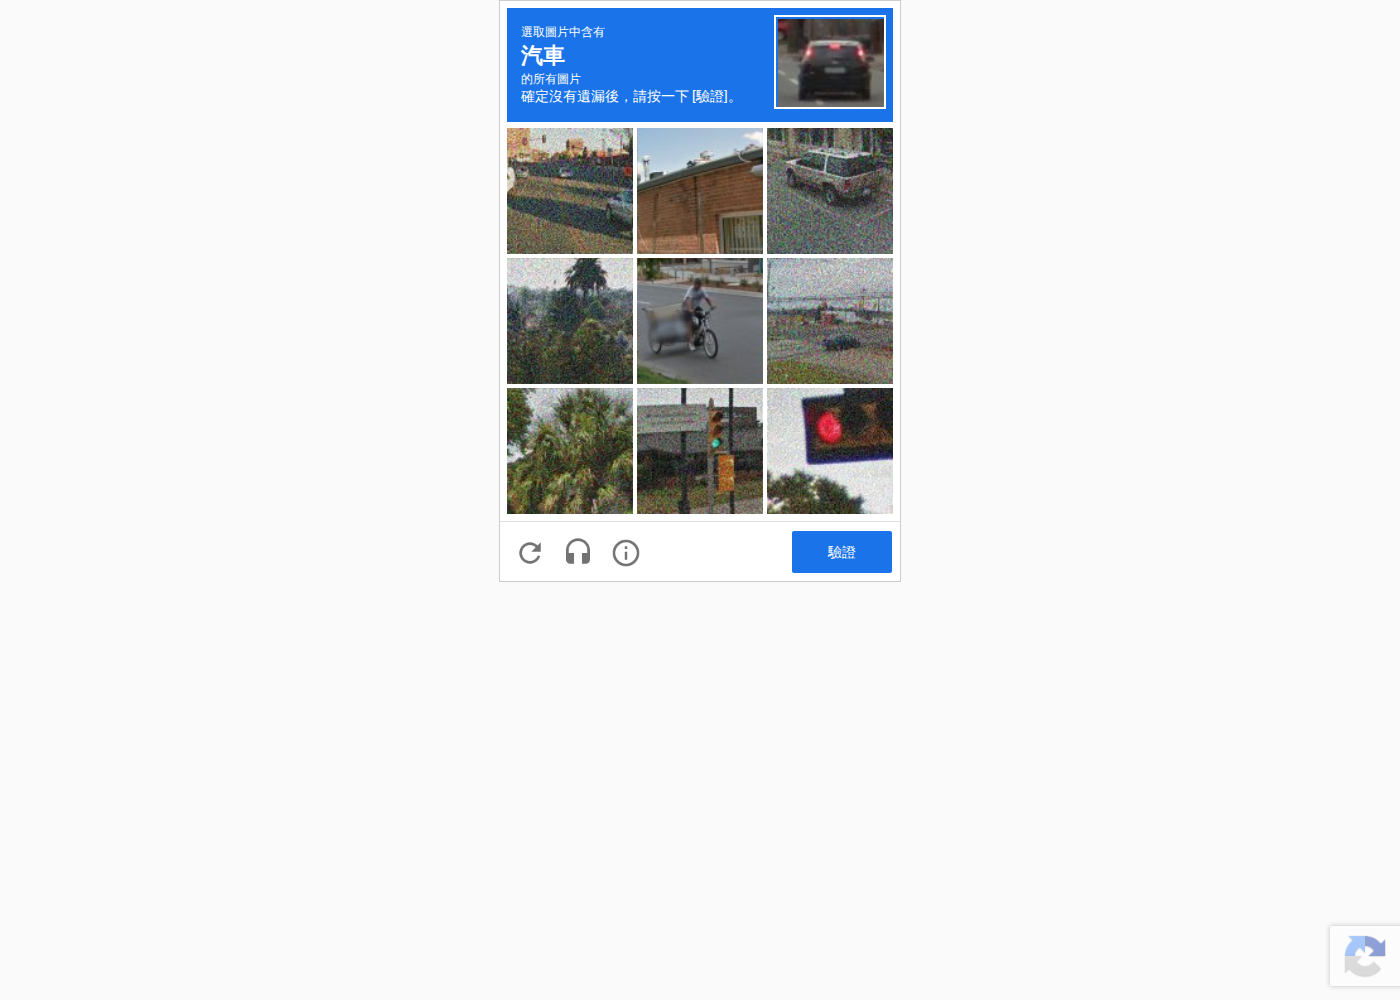 選取圖片中含有
汽車
的所有圖片
確定沒有遺漏後，請按一下 [驗證]。
驗證